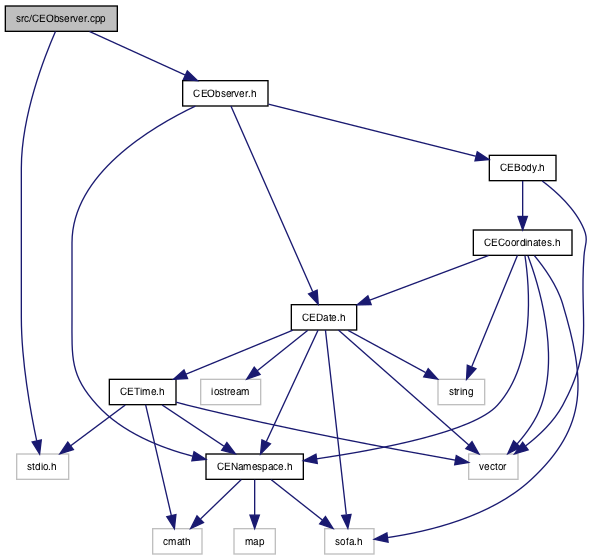 src/CEObserver.cpp
CEObserver.h
CEBody.h
CECoordinates.h
CEDate.h
CETime.h
iostream
string
CENamespace.h
stdio.h
vector
cmath
map
sofa.h